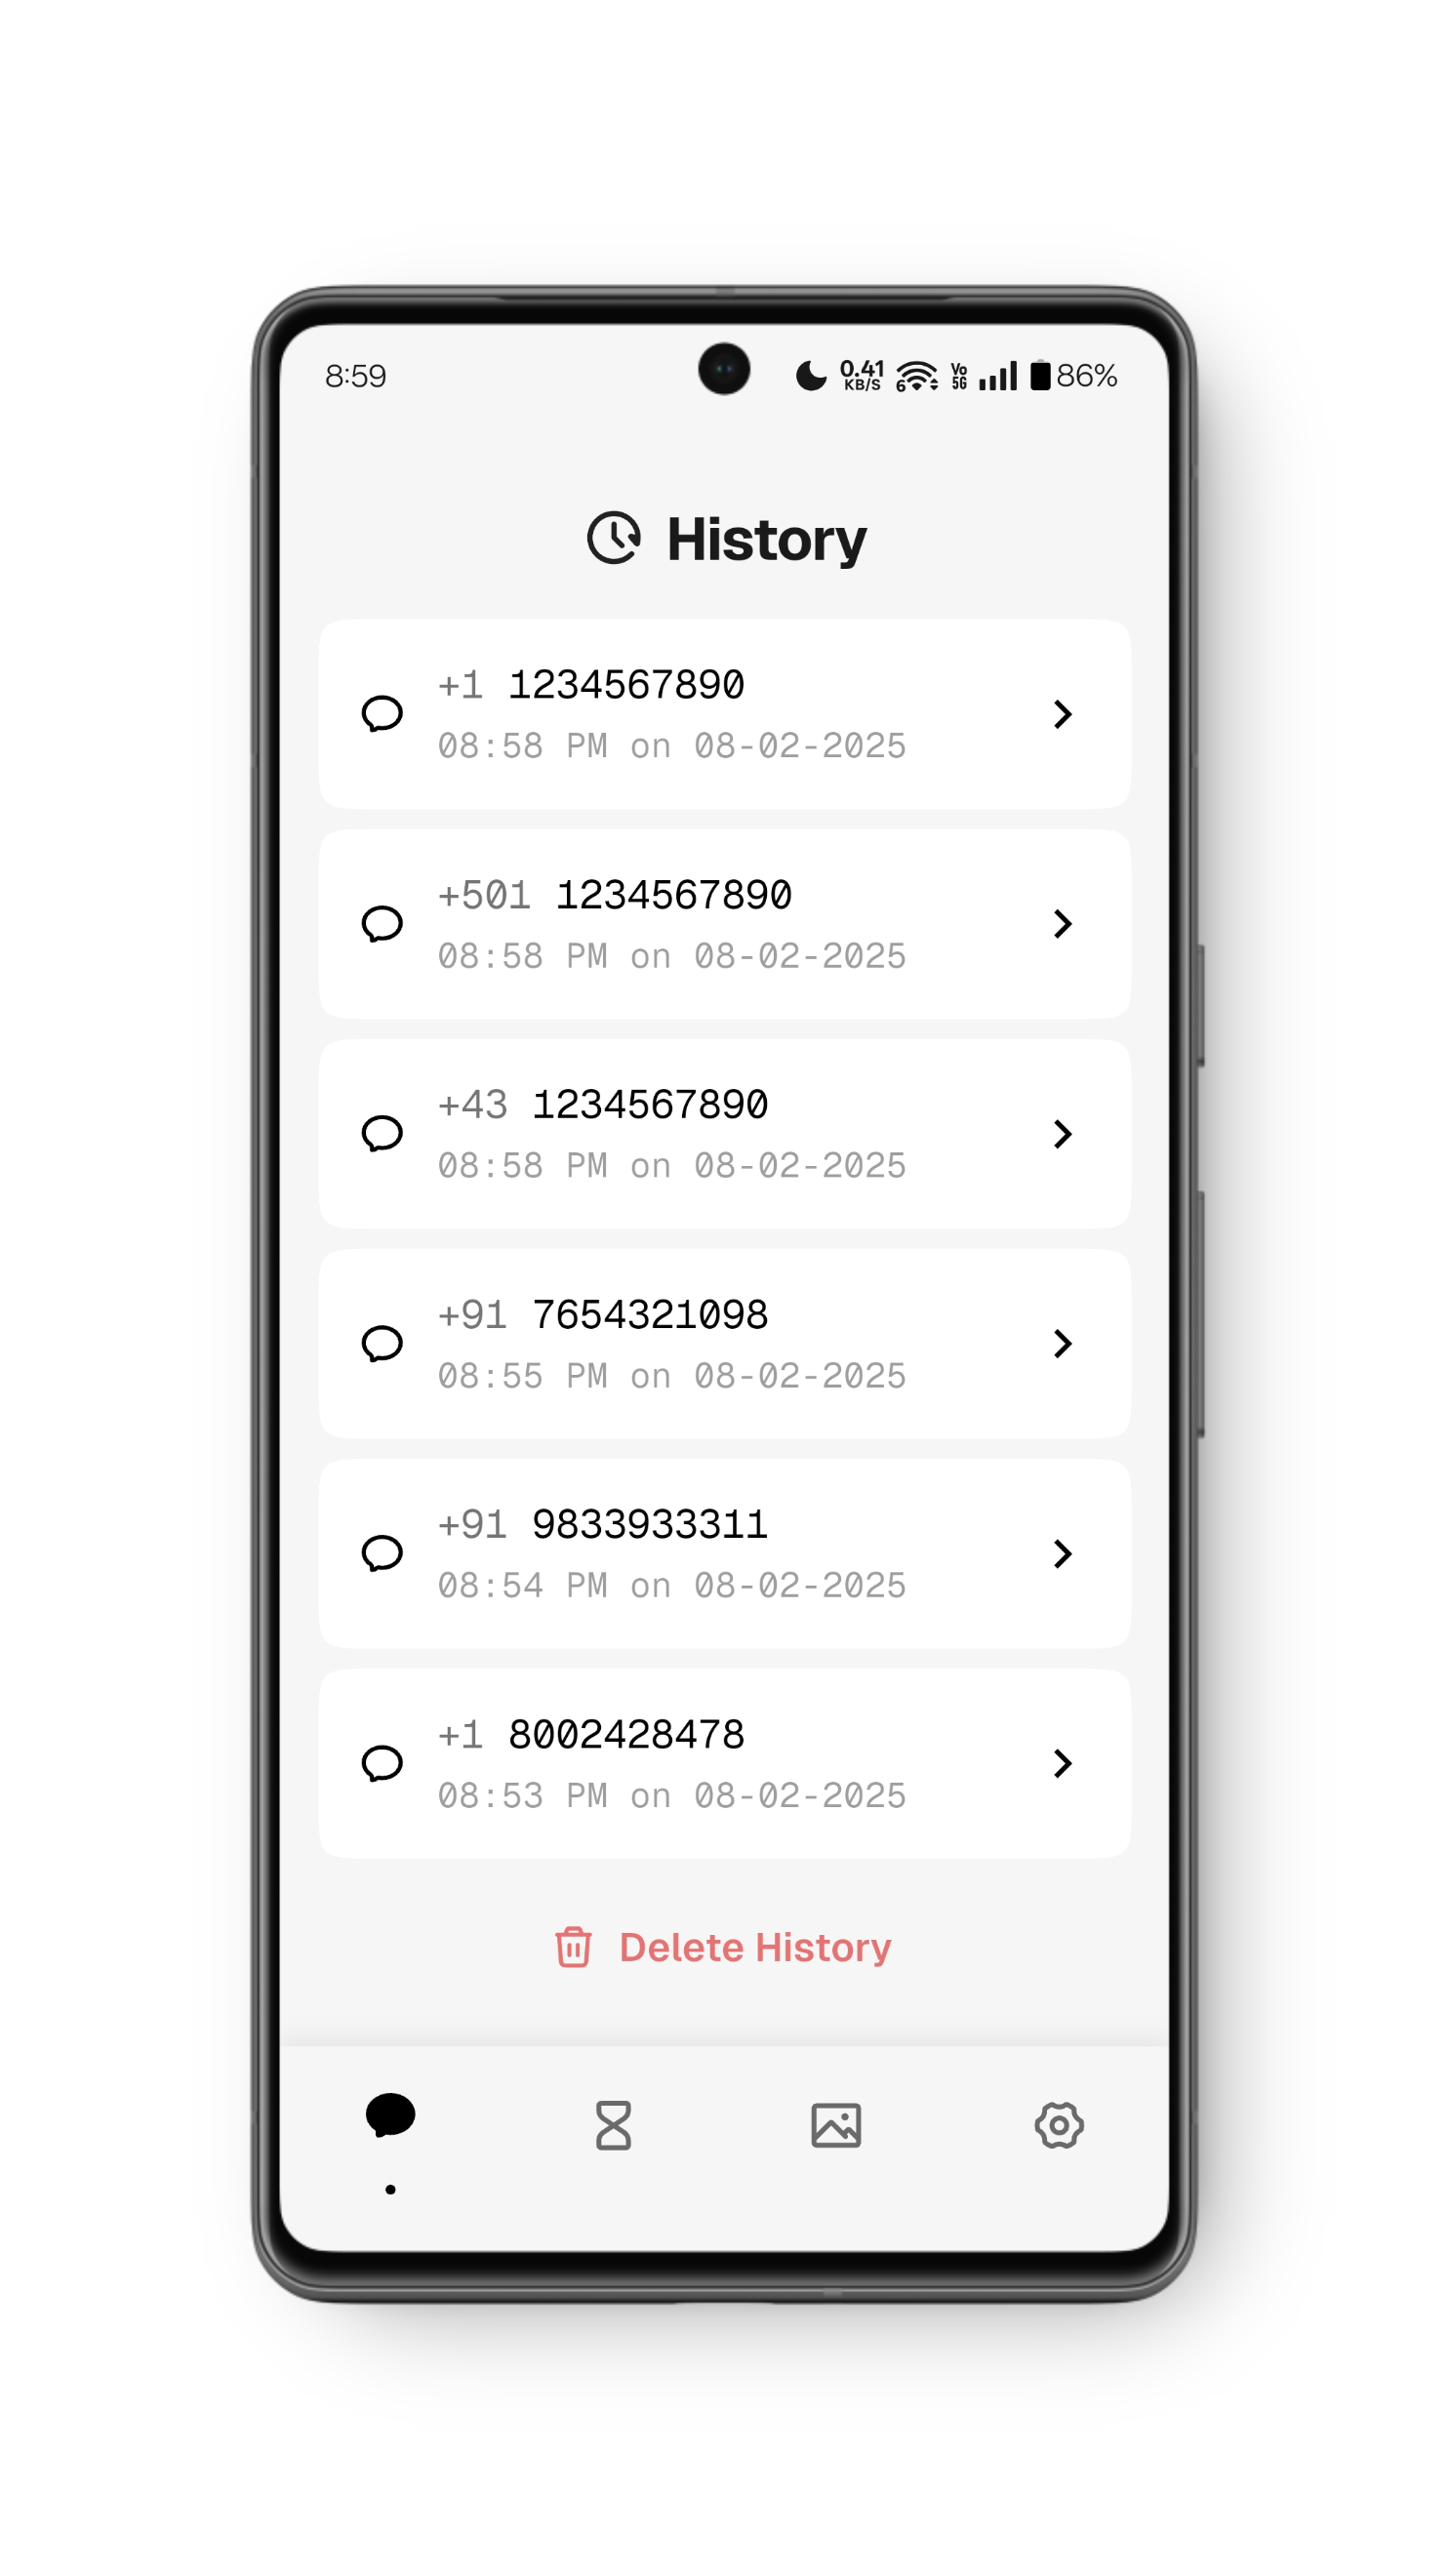 8:59
0.41 KB/S 6 Vo 5G 86%
History
+1 1234567890
08:58 PM on 08-02-2025
+501 1234567890
08:58 PM on 08-02-2025
+43 1234567890
08:58 PM on 08-02-2025
+91 7654321098
08:55 PM on 08-02-2025
+91 9833933311
08:54 PM on 08-02-2025
+1 8002428478
08:53 PM on 08-02-2025
Delete History